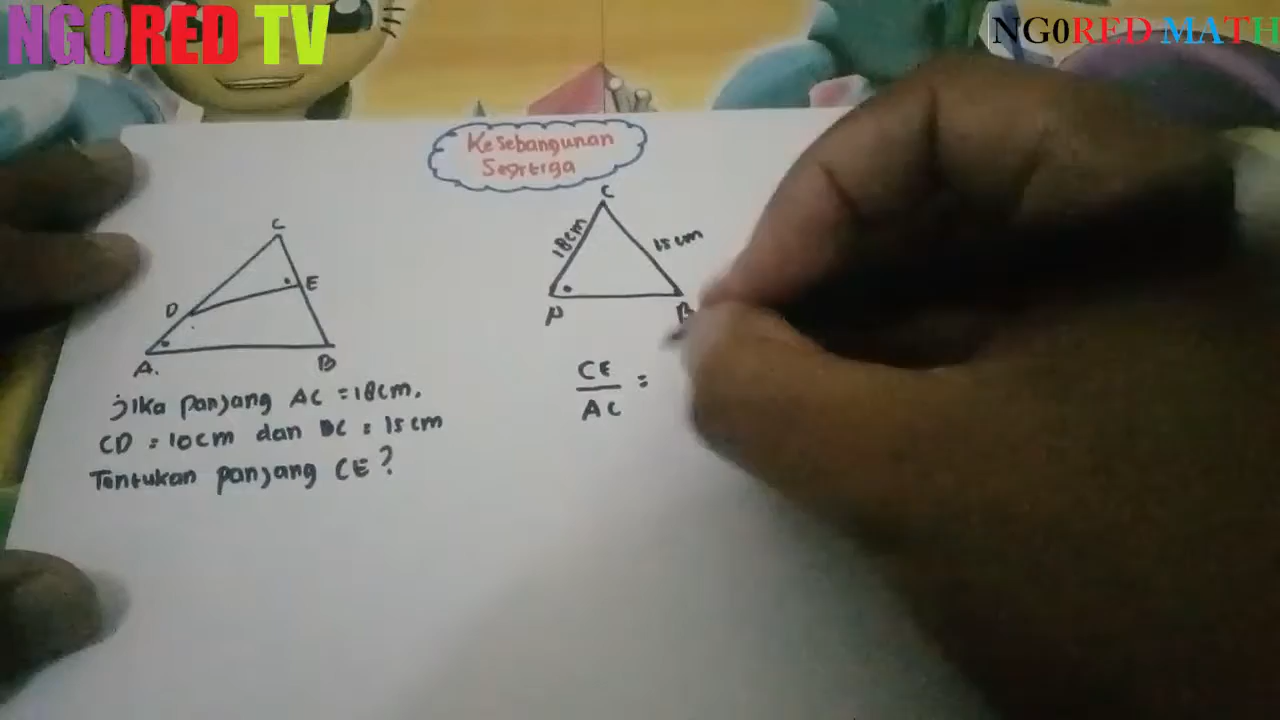 NGORED TV
NG0RED MATH
Kesebangunan
Segitiga
C
D
E
A.
B
jika panjang AC = 18cm.
CD = 10cm dan BC = 15cm
Tentukan panjang CE?
C
18cm
15cm
A
B
CE
AC
=